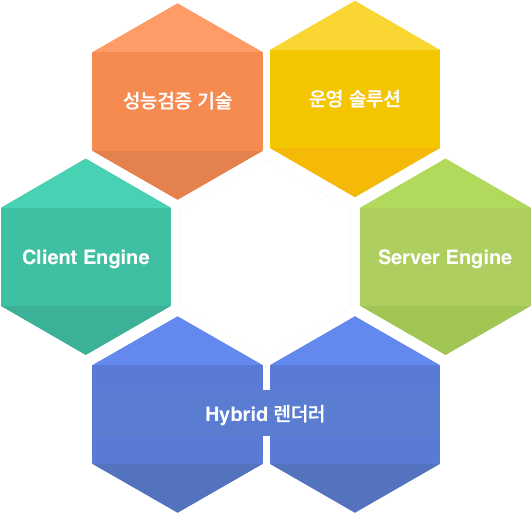 성능검증 기술
운영 솔루션
Client Engine
Server Engine
Hybrid 렌더러